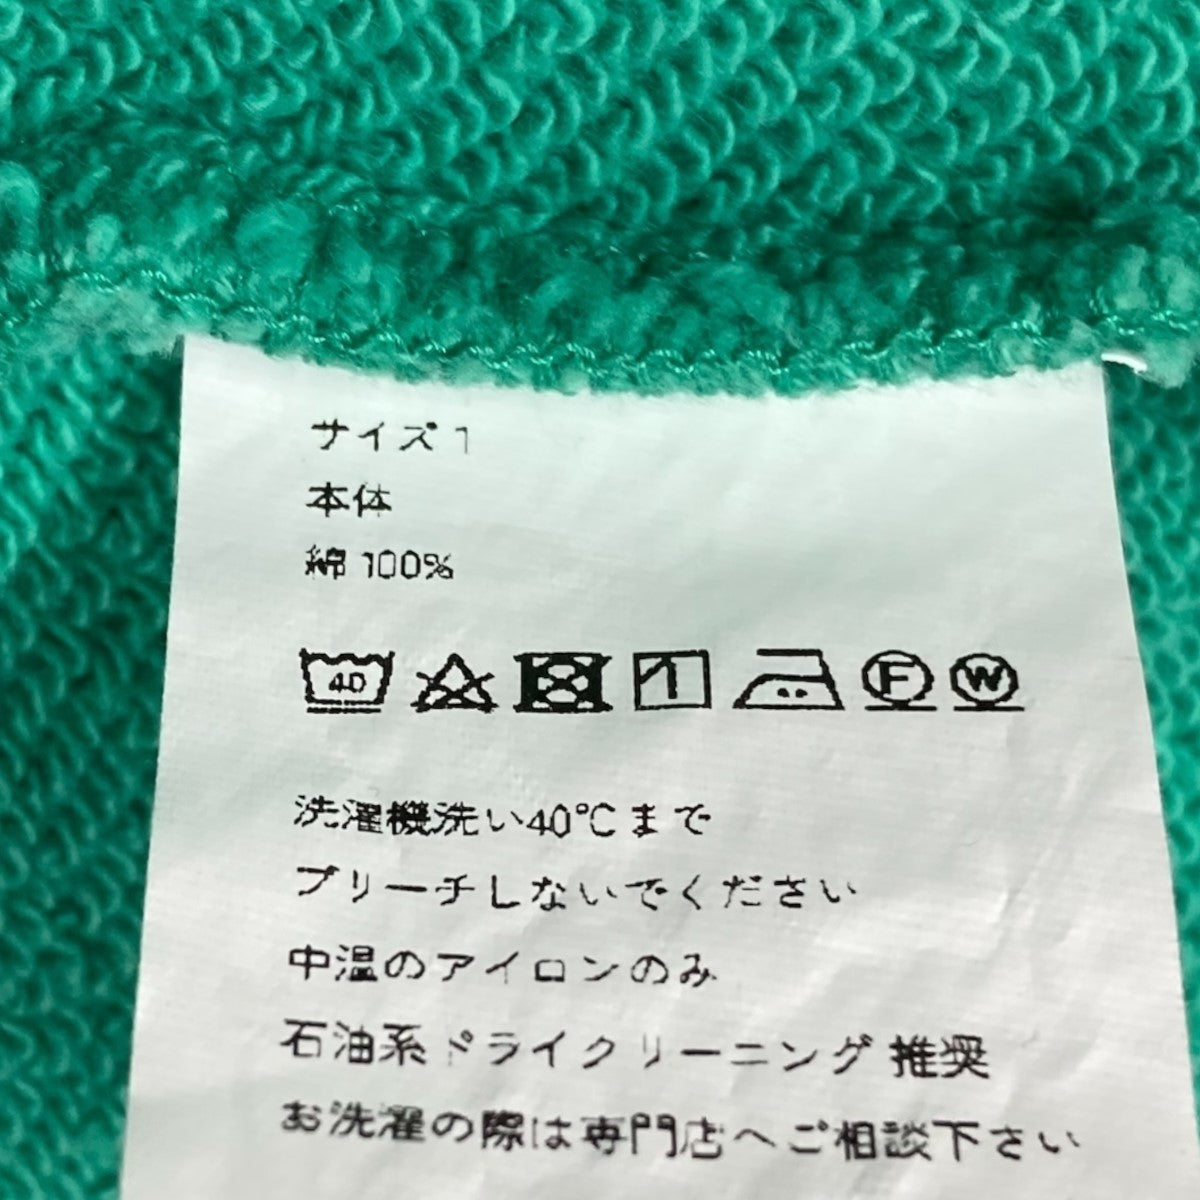 サイズ 1
本体
綿 100%
40 F W
洗濯機洗い40℃まで
ブリーチしないでください
中温のアイロンのみ
石油系ドライクリーニング 推奨
お洗濯の際は専門店へご相談下さい